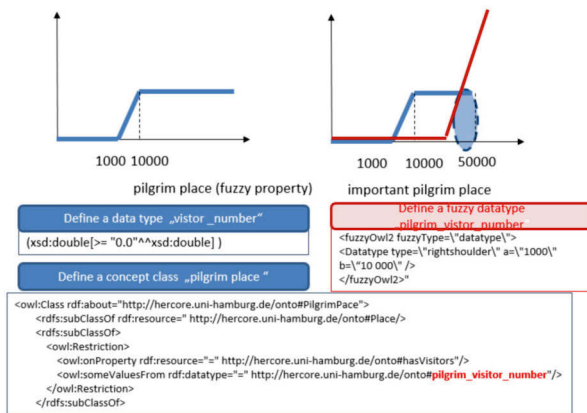 1000 10000
1000 10000 50000
pilgrim place (fuzzy property)
important pilgrim place
Define a data type „vistor _number“
(xsd:double[>= "0.0"^^xsd:double] )
Define a concept class „pilgrim place “
Define a fuzzy datatype
„pilgrim_visitor_number“
<fuzzyOwl2 fuzzyType=\"datatype\">
<Datatype type=\"rightshoulder\" a=\"1000\"
b=\"10 000\" />
</fuzzyOwl2>"
<owl:Class rdf:about="http://hercore.uni-hamburg.de/onto#PilgrimPace">
<rdfs:subClassOf rdf:resource=" http://hercore.uni-hamburg.de/onto#Place/>
<rdfs:subClassOf>
<owl:Restriction>
<owl:onProperty rdf:resource="=" http://hercore.uni-hamburg.de/onto#hasVisitors"/>
<owl:someValuesFrom rdf:datatype="=" http://hercore.uni-hamburg.de/onto#pilgrim_visitor_number"/>
</owl:Restriction>
</rdfs:subClassOf>